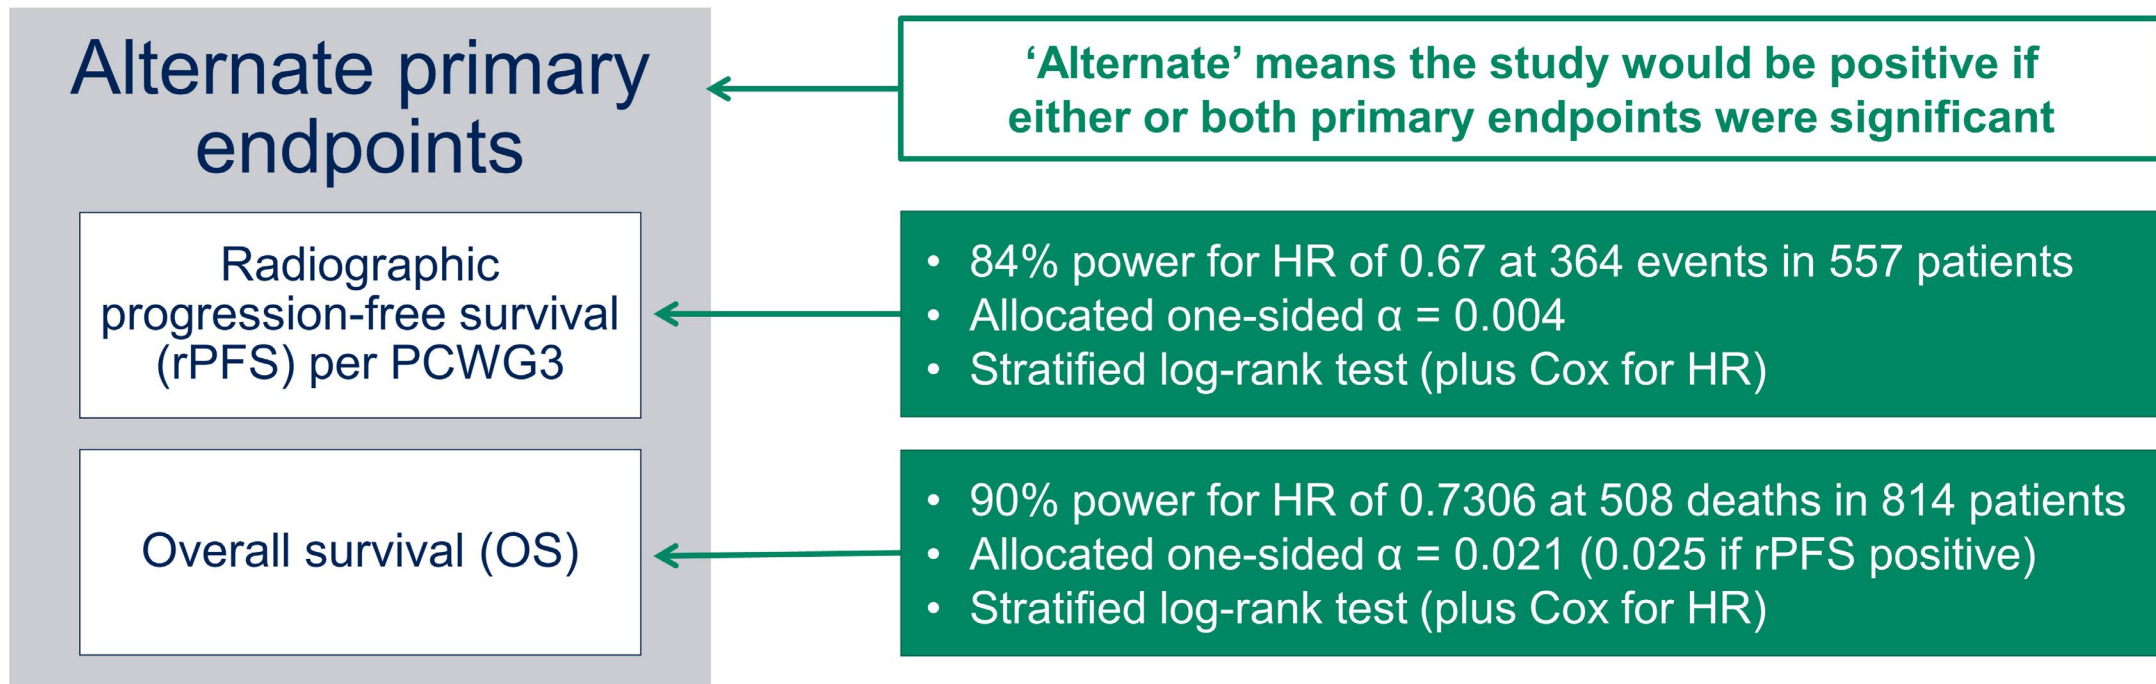 Alternate primary
endpoints
‘Alternate’ means the study would be positive if
either or both primary endpoints were significant
Radiographic
progression-free survival
(rPFS) per PCWG3
• 84% power for HR of 0.67 at 364 events in 557 patients
• Allocated one-sided α = 0.004
• Stratified log-rank test (plus Cox for HR)
Overall survival (OS)
• 90% power for HR of 0.7306 at 508 deaths in 814 patients
• Allocated one-sided α = 0.021 (0.025 if rPFS positive)
• Stratified log-rank test (plus Cox for HR)